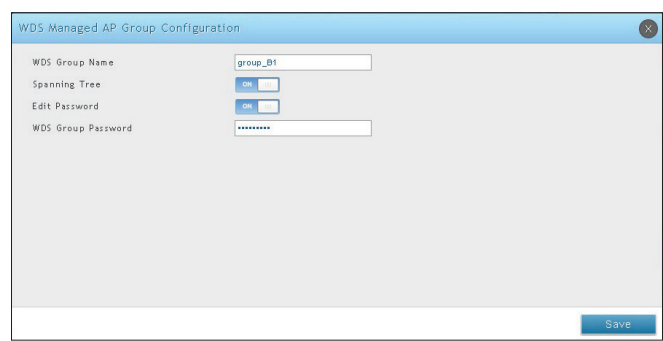 WDS Managed AP Group Configuration
WDS Group Name group_B1
Spanning Tree ON
Edit Password ON
WDS Group Password •••••••••
Save